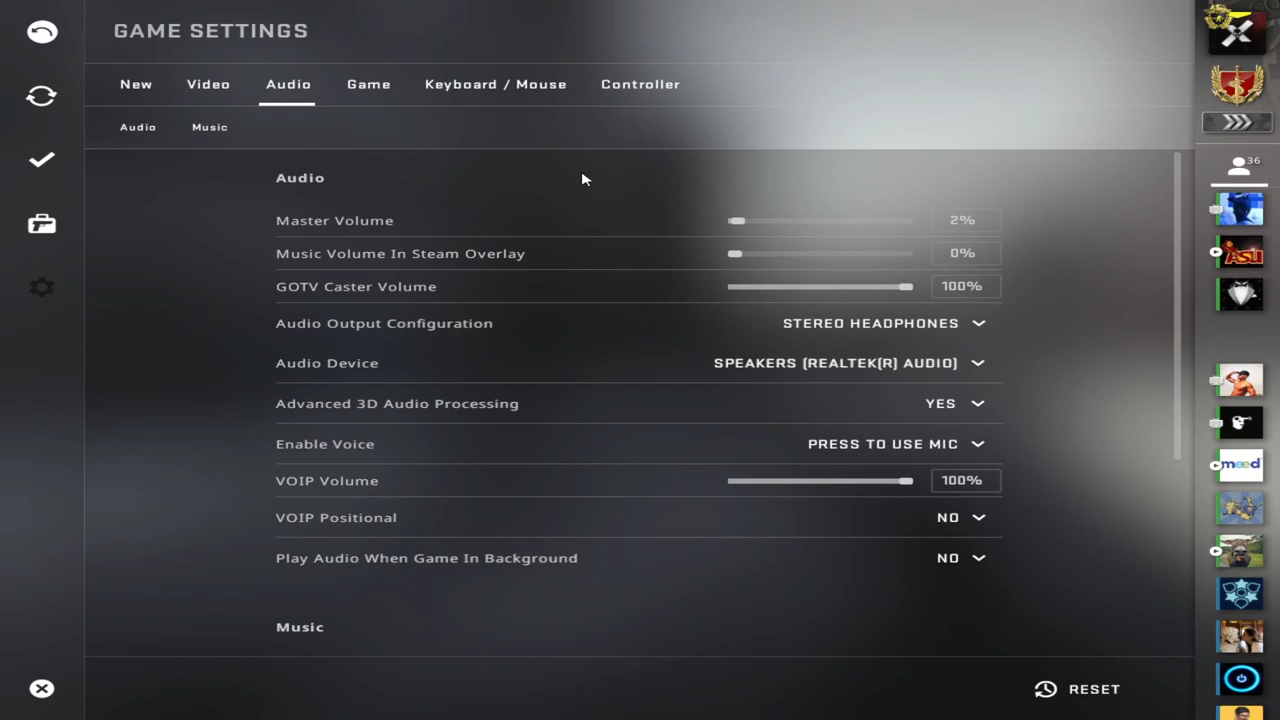 GAME SETTINGS
New Video Audio Game Keyboard / Mouse Controller
Audio Music
Audio
Master Volume 2%
Music Volume In Steam Overlay 0%
GOTV Caster Volume 100%
Audio Output Configuration STEREO HEADPHONES
Audio Device SPEAKERS (REALTEK(R) AUDIO)
Advanced 3D Audio Processing YES
Enable Voice PRESS TO USE MIC
VOIP Volume 100%
VOIP Positional NO
Play Audio When Game In Background NO
Music
RESET
36
ASU
meed